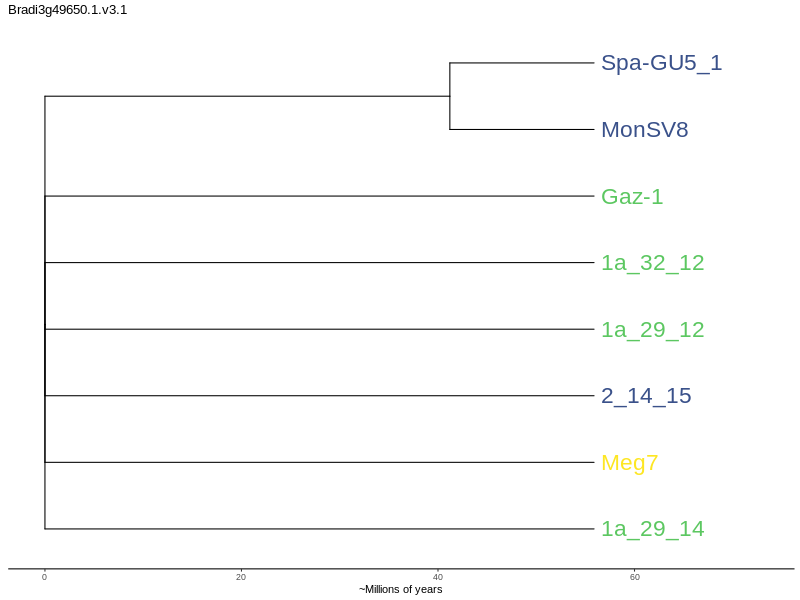 Bradi3g49650.1.v3.1
Spa-GU5_1
MonSV8
Gaz-1
1a_32_12
1a_29_12
2_14_15
Meg7
1a_29_14
0 20 40 60
~Millions of years